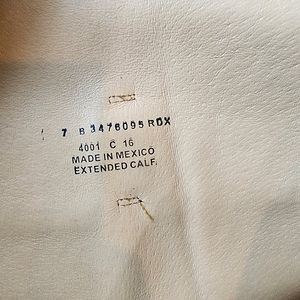 7 B 3476095 RDX
4001 C 16
MADE IN MEXICO
EXTENDED CALF.